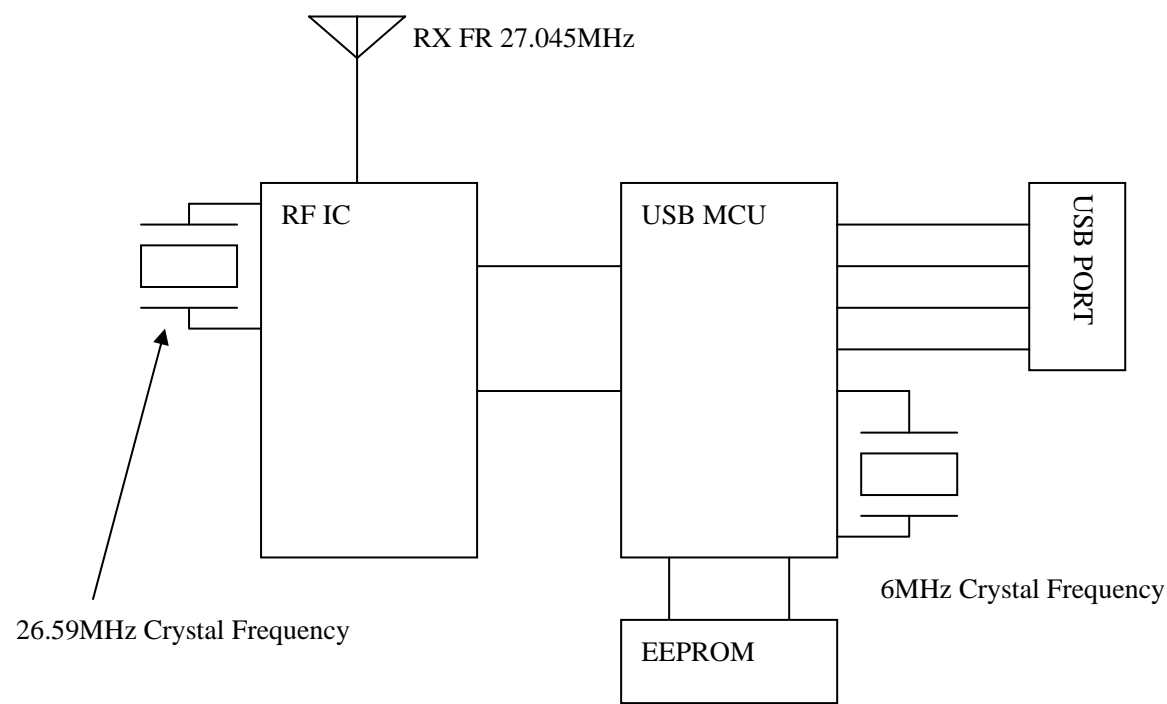 RX FR 27.045MHz
RF IC
USB MCU
USB PORT
6MHz Crystal Frequency
26.59MHz Crystal Frequency
EEPROM